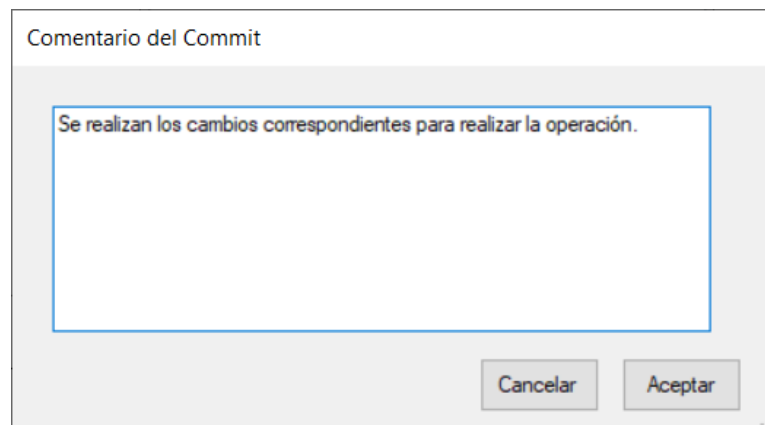 Comentario del Commit
Se realizan los cambios correspondientes para realizar la operación.
Cancelar
Aceptar